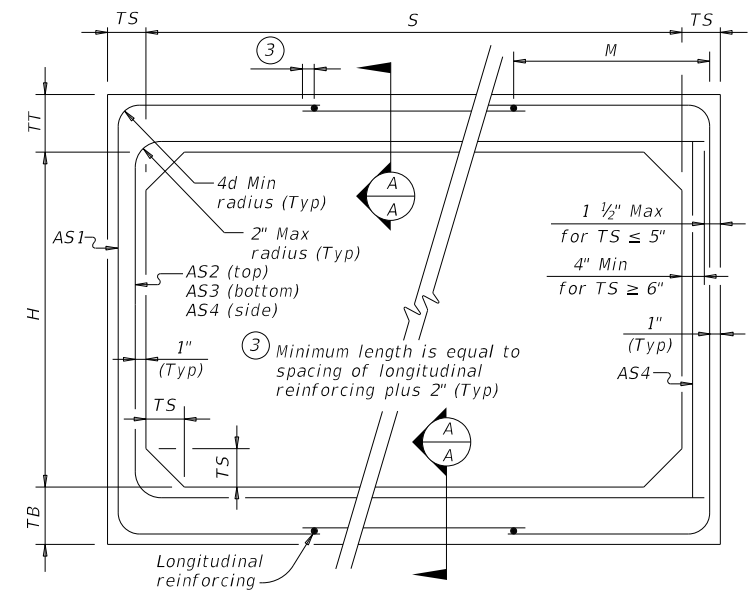 TS
S
TS
3
M
TT
4d Min
radius (Typ)
2" Max
radius (Typ)
A
A
AS1
AS2 (top)
AS3 (bottom)
AS4 (side)
1 ½" Max
for TS ≤ 5"
4" Min
for TS ≥ 6"
H
1"
(Typ)
3
Minimum length is equal to
spacing of longitudinal
reinforcing plus 2" (Typ)
1"
(Typ)
AS4
TS
TS
A
A
TB
Longitudinal
reinforcing